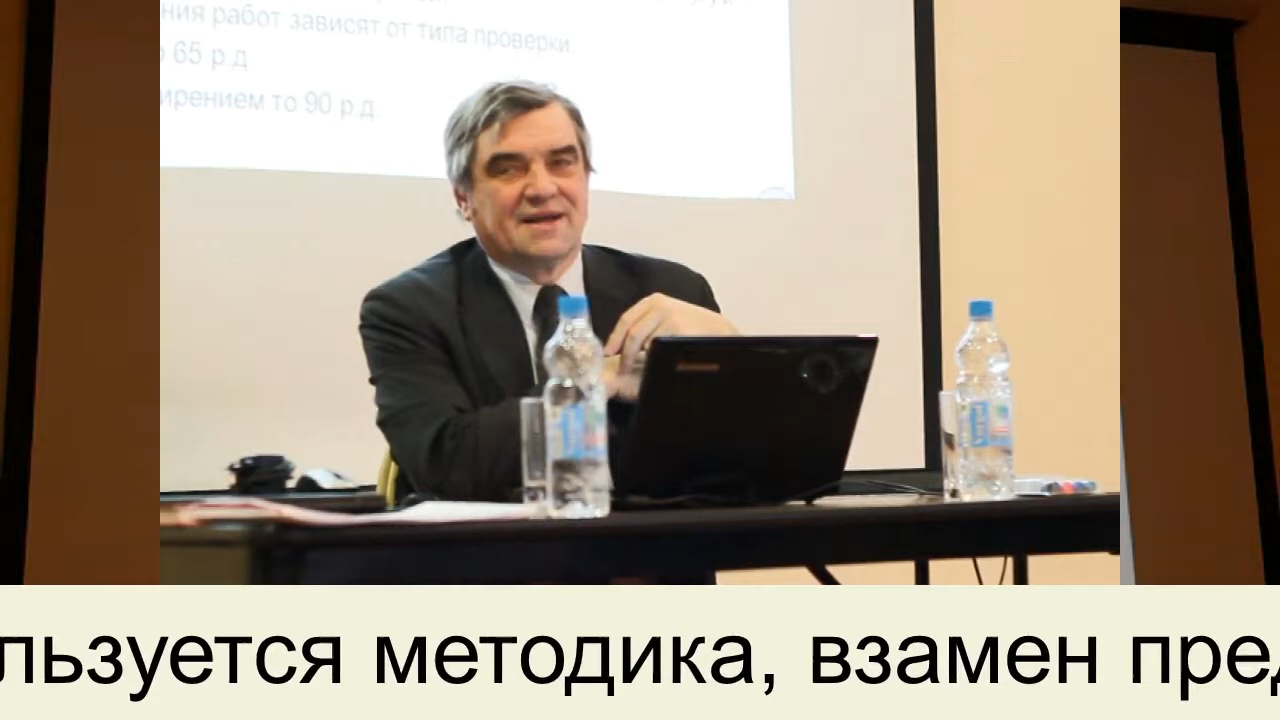 ния работ зависят от типа проверки.
65 р.д
ирением то 90 р.д
льзуется методика, взамен пред